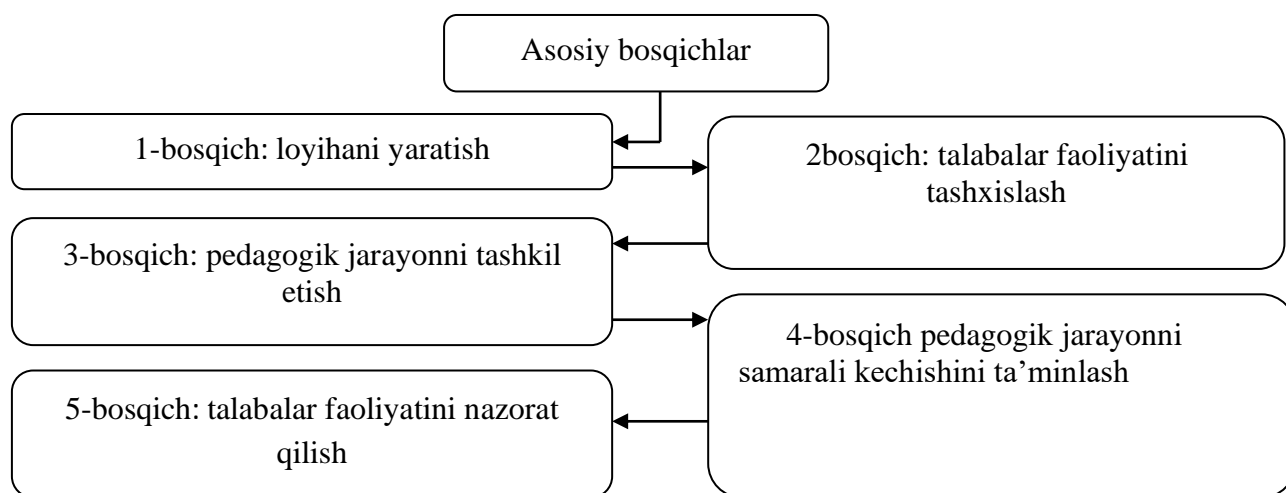 Asosiy bosqichlar
1-bosqich: loyihani yaratish
2bosqich: talabalar faoliyatini
tashxislash
3-bosqich: pedagogik jarayonni tashkil
etish
4-bosqich pedagogik jarayonni
samarali kechishini ta’minlash
5-bosqich: talabalar faoliyatini nazorat
qilish